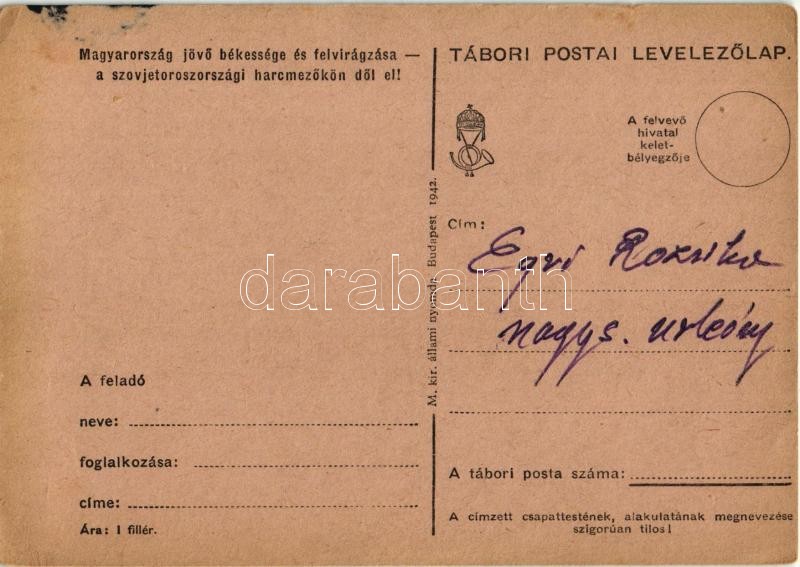 Magyarország jövő békessége és felvirágzása —
a szovjetoroszországi harcmezőkön dől el!
A feladó
neve:
foglalkozása:
címe:
Ára: 1 fillér.
M. kir. állami nyomda, Budapest 1942.
TÁBORI POSTAI LEVELEZŐLAP.
A felvevő
hivatal
kelet-
bélyegzője
Cím:
Egri Rozsika
nagys.
A tábori posta száma:
A címzett csapattestének, alakulatának megnevezése
szigorúan tilos!
darabanth